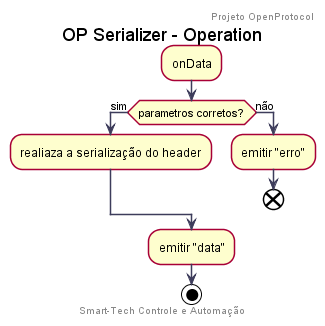 Projeto OpenProtocol
OP Serializer - Operation
onData
sim
parametros corretos?
não
realiaza a serialização do header
emitir "erro"
emitir "data"
Smart-Tech Controle e Automação